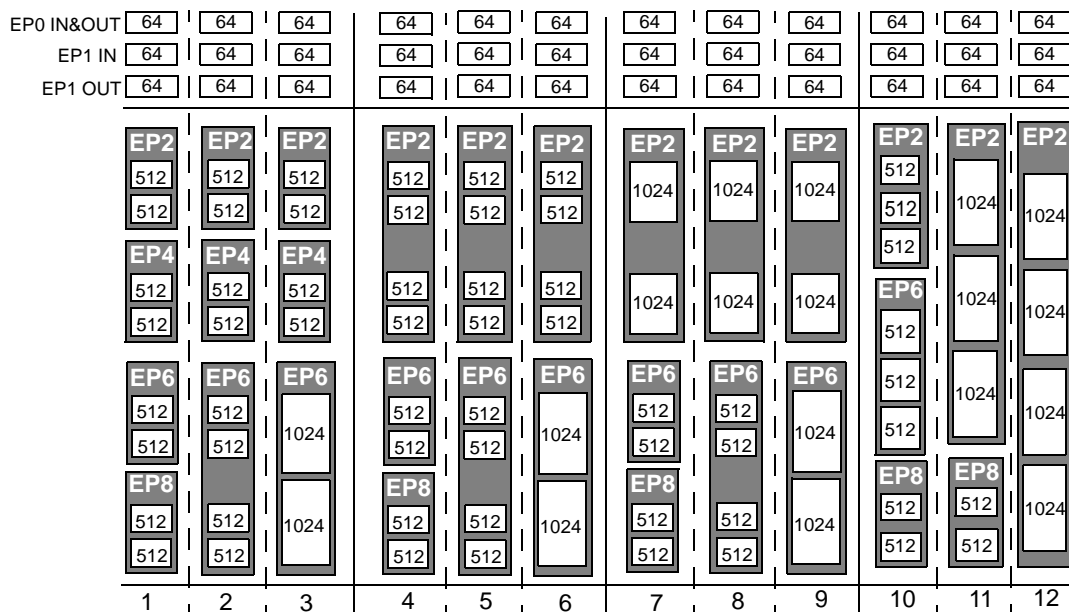 EP0 IN&OUT 64 64 64 64 64 64 64 64 64 64 64 64
EP1 IN 64 64 64 64 64 64 64 64 64 64 64 64
EP1 OUT 64 64 64 64 64 64 64 64 64 64 64 64
EP2 EP2 EP2 EP2 EP2 EP2 EP2 EP2 EP2 EP2 EP2 EP2
512 512 512 512 512 512 1024 1024 1024 512 1024 1024
512 512 512 512 512 512 512
512
EP4 EP4 EP4
512 512 512 512 512 512 1024 1024 1024 1024 1024
512 512 512 512 512 512
EP6
512
512
512
EP6 EP6 EP6 EP6 EP6 EP6 EP6 EP6 EP6
512 512 1024 512 512 1024 512 512 1024 1024 1024
512 512 512 512 512 512
EP8 EP8 EP8 EP8 EP8
512 512 1024 512 512 1024 512 512 1024 512 512 1024
512 512 512 512 512 512 512 512
1 2 3 4 5 6 7 8 9 10 11 12